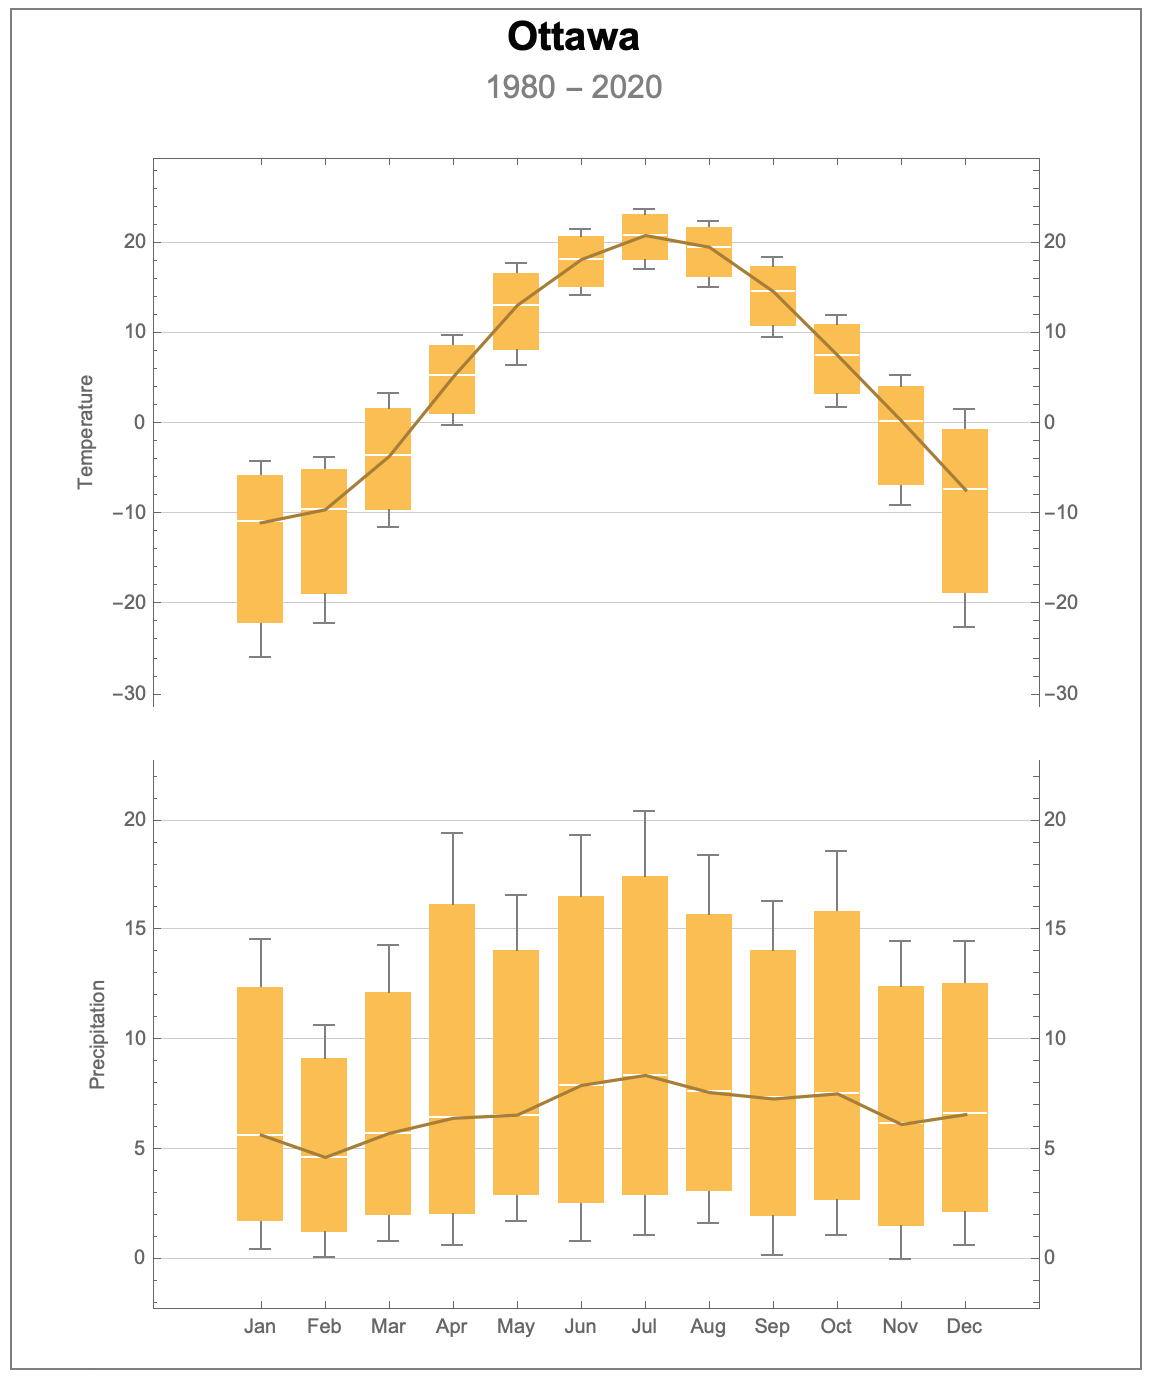 Ottawa
1980 – 2020
Temperature
20 20
10 10
0 0
−10 −10
−20 −20
−30 −30
Precipitation
20 20
15 15
10 10
5 5
0 0
Jan Feb Mar Apr May Jun Jul Aug Sep Oct Nov Dec